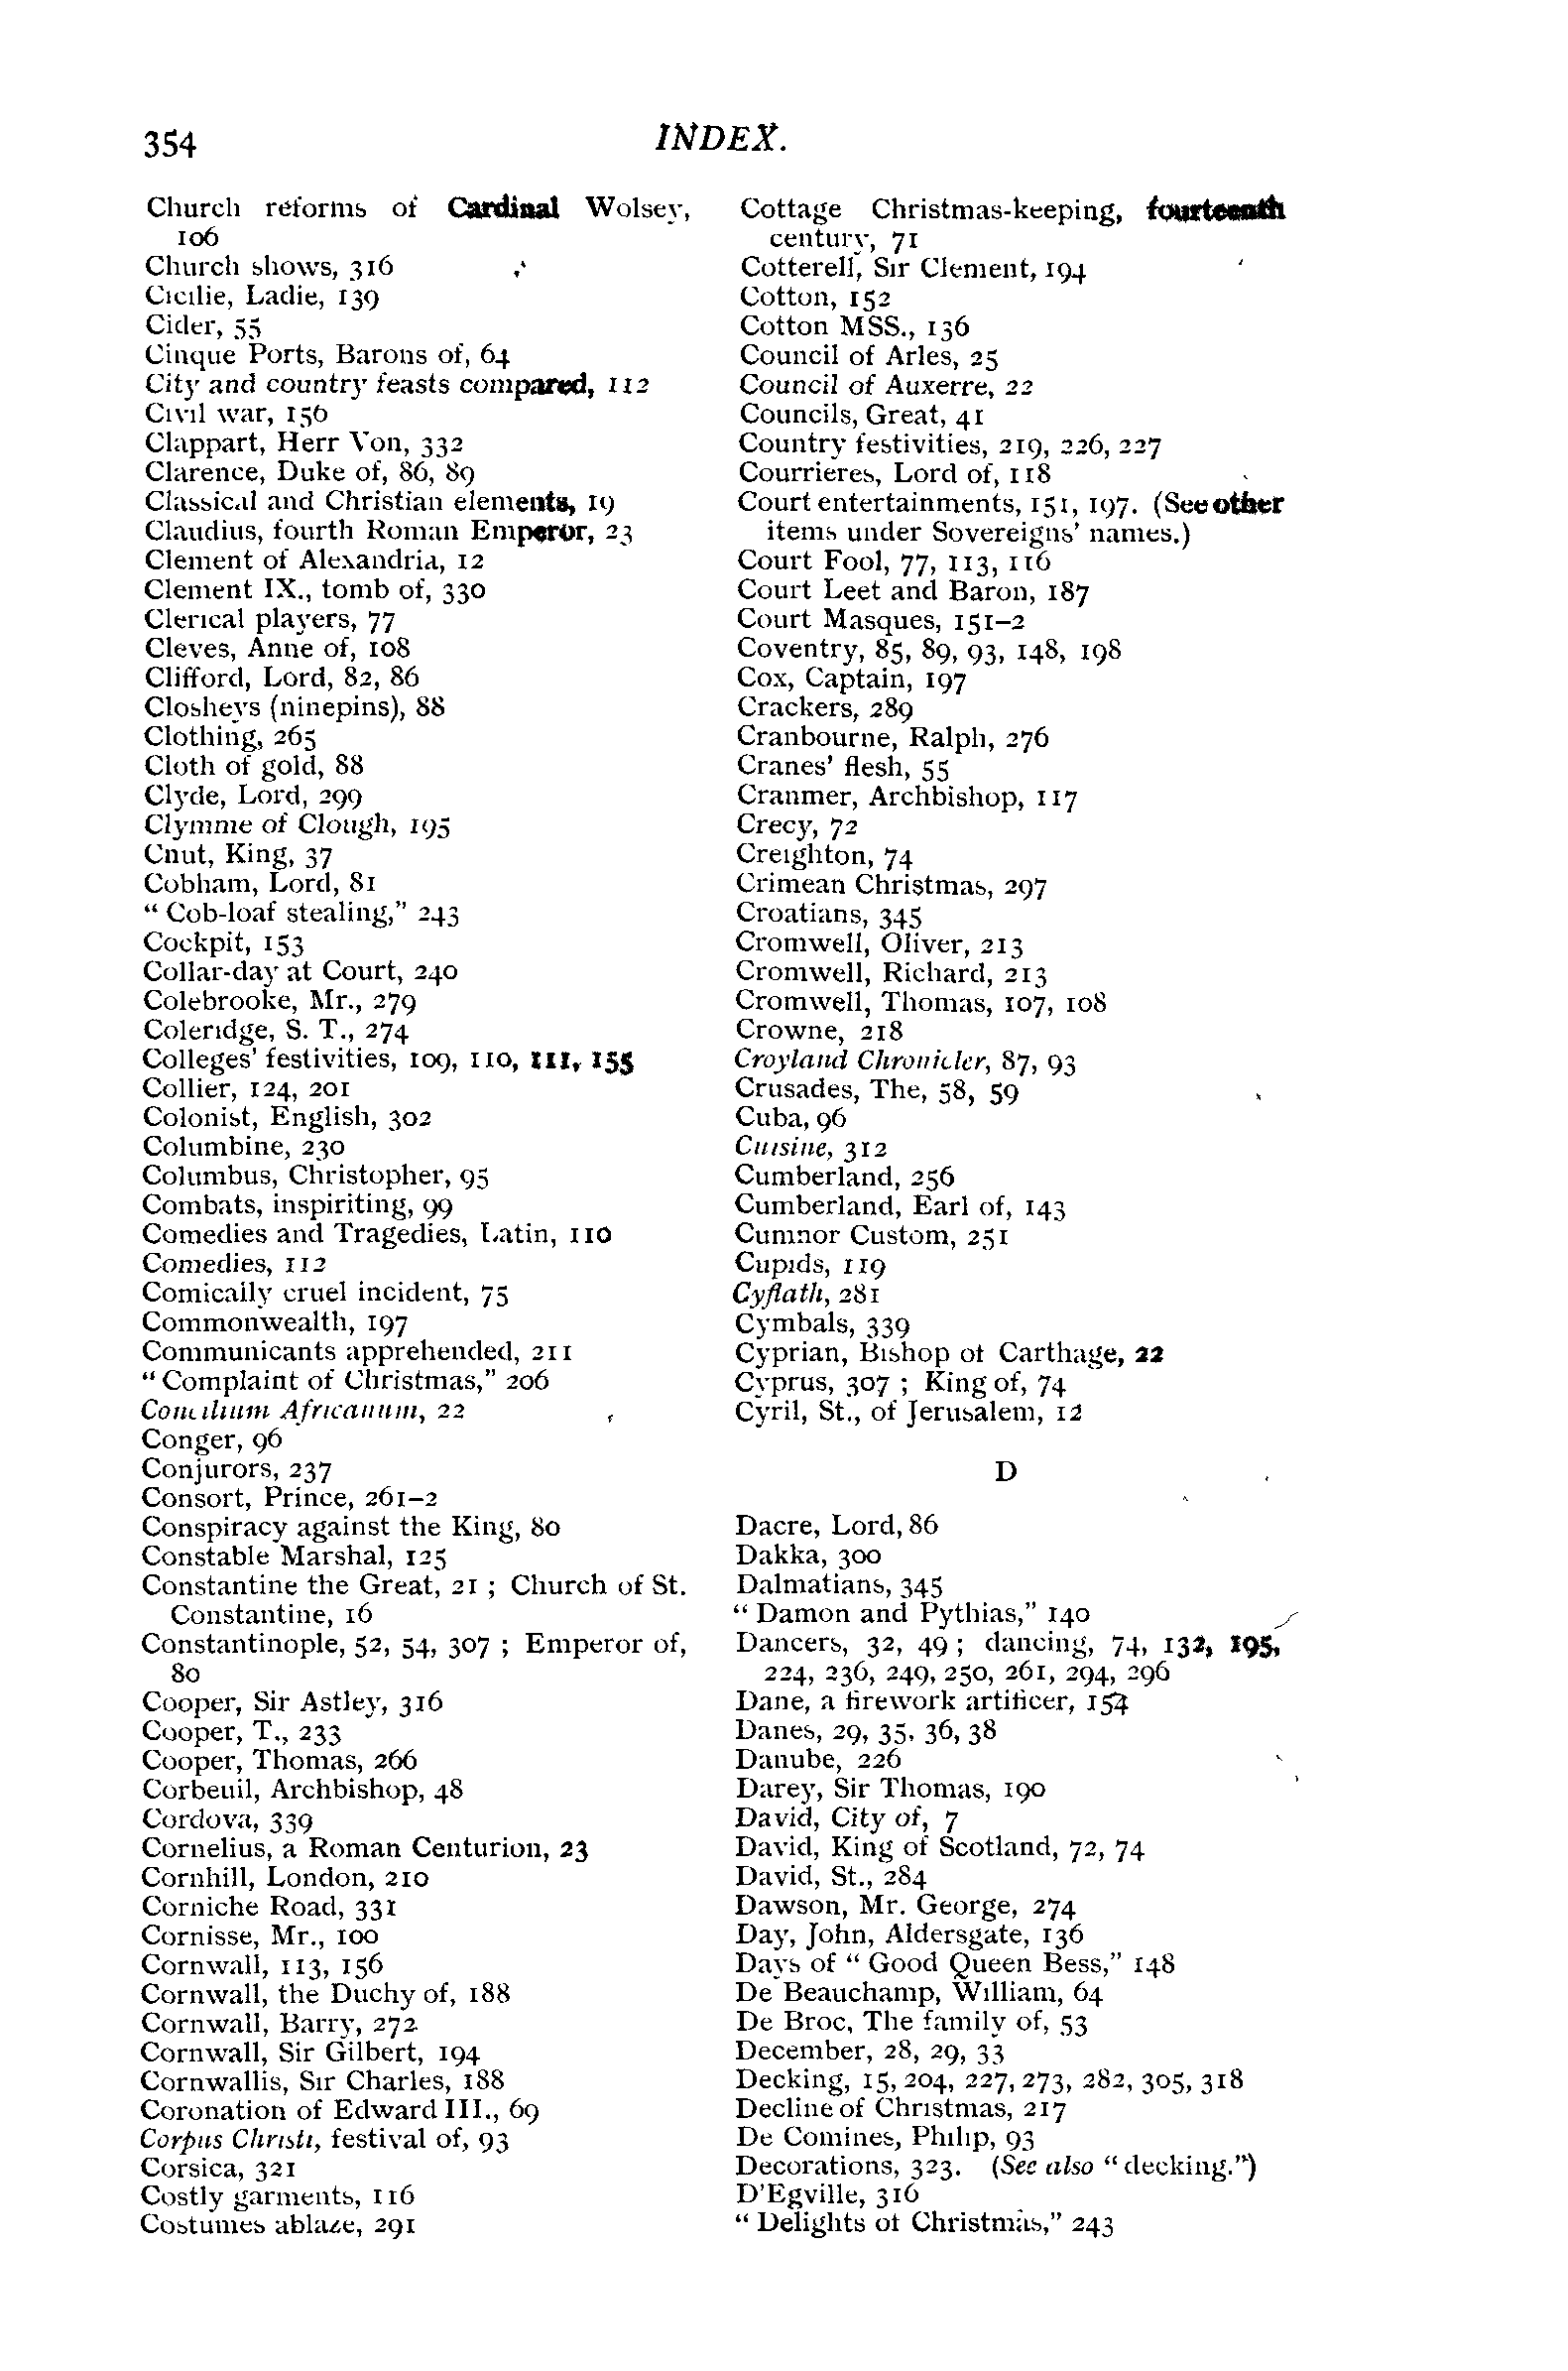 354
INDEX.
Church reforms of Cardinal Wolsey,
106
Church shows, 316
Cicilie, Ladie, 139
Cider, 55
Cinque Ports, Barons of, 64
City and country feasts compared, 112
Civil war, 156
Clappart, Herr Von, 332
Clarence, Duke of, 86, 89
Classical and Christian elements, 19
Claudius, fourth Roman Emperor, 23
Clement of Alexandria, 12
Clement IX., tomb of, 330
Clerical players, 77
Cleves, Anne of, 108
Clifford, Lord, 82, 86
Closheys (ninepins), 88
Clothing, 265
Cloth of gold, 88
Clyde, Lord, 299
Clymme of Clough, 195
Cnut, King, 37
Cobham, Lord, 81
“ Cob-loaf stealing,” 243
Cockpit, 153
Collar-day at Court, 240
Colebrooke, Mr., 279
Coleridge, S. T., 274
Colleges’ festivities, 109, 110, 111, 155
Collier, 124, 201
Colonist, English, 302
Columbine, 230
Columbus, Christopher, 95
Combats, inspiriting, 99
Comedies and Tragedies, Latin, 110
Comedies, 112
Comically cruel incident, 75
Commonwealth, 197
Communicants apprehended, 211
“ Complaint of Christmas,” 206
Concilium Africanum, 22
Conger, 96
Conjurors, 237
Consort, Prince, 261–2
Conspiracy against the King, 80
Constable Marshal, 125
Constantine the Great, 21 ; Church of St.
Constantine, 16
Constantinople, 52, 54, 307 ; Emperor of,
80
Cooper, Sir Astley, 316
Cooper, T., 233
Cooper, Thomas, 266
Corbeuil, Archbishop, 48
Cordova, 339
Cornelius, a Roman Centurion, 23
Cornhill, London, 210
Corniche Road, 331
Cornisse, Mr., 100
Cornwall, 113, 156
Cornwall, the Duchy of, 188
Cornwall, Barry, 272
Cornwall, Sir Gilbert, 194
Cornwallis, Sir Charles, 188
Coronation of Edward III., 69
Corpus Christi, festival of, 93
Corsica, 321
Costly garments, 116
Costumes ablaze, 291
Cottage Christmas-keeping, fourteenth
century, 71
Cotterell, Sir Clement, 194
Cotton, 152
Cotton MSS., 136
Council of Arles, 25
Council of Auxerre, 22
Councils, Great, 41
Country festivities, 219, 226, 227
Courrieres, Lord of, 118
Court entertainments, 151, 197. (See other
items under Sovereigns’ names.)
Court Fool, 77, 113, 116
Court Leet and Baron, 187
Court Masques, 151–2
Coventry, 85, 89, 93, 148, 198
Cox, Captain, 197
Crackers, 289
Cranbourne, Ralph, 276
Cranes’ flesh, 55
Cranmer, Archbishop, 117
Crecy, 72
Creighton, 74
Crimean Christmas, 297
Croatians, 345
Cromwell, Oliver, 213
Cromwell, Richard, 213
Cromwell, Thomas, 107, 108
Crowne, 218
Croyland Chronicler, 87, 93
Crusades, The, 58, 59
Cuba, 96
Cuisine, 312
Cumberland, 256
Cumberland, Earl of, 143
Cumnor Custom, 251
Cupids, 119
Cyflath, 281
Cymbals, 339
Cyprian, Bishop of Carthage, 22
Cyprus, 307 ; King of, 74
Cyril, St., of Jerusalem, 12
D
Dacre, Lord, 86
Dakka, 300
Dalmatians, 345
“ Damon and Pythias,” 140
Dancers, 32, 49 ; dancing, 74, 132, 195,
224, 236, 249, 250, 261, 294, 296
Dane, a firework artificer, 154
Danes, 29, 35, 36, 38
Danube, 226
Darey, Sir Thomas, 190
David, City of, 7
David, King of Scotland, 72, 74
David, St., 284
Dawson, Mr. George, 274
Day, John, Aldersgate, 136
Days of “ Good Queen Bess,” 148
De Beauchamp, William, 64
De Broc, The family of, 53
December, 28, 29, 33
Decking, 15, 204, 227, 273, 282, 305, 318
Decline of Christmas, 217
De Comines, Philip, 93
Decorations, 323. (See also “ decking.”)
D’Egville, 316
“ Delights of Christmas,” 243